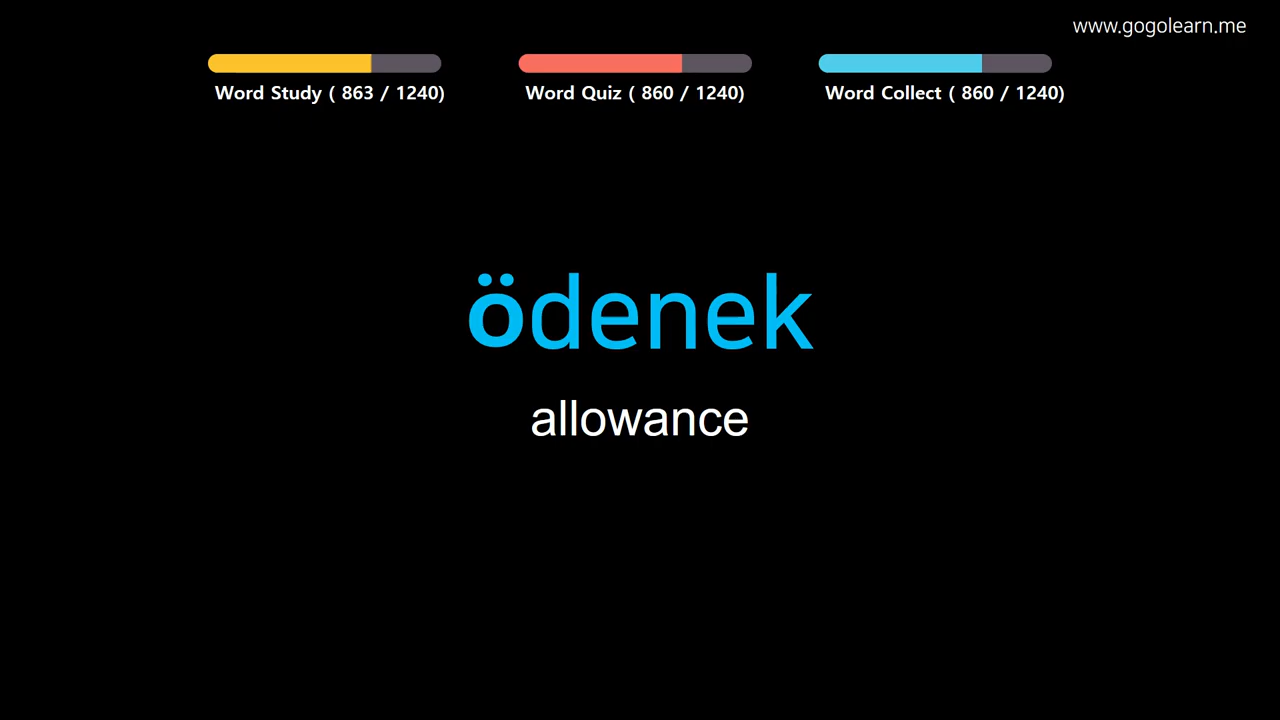 www.gogolearn.me
Word Study ( 863 / 1240)
Word Quiz ( 860 / 1240)
Word Collect ( 860 / 1240)
ödenek
allowance